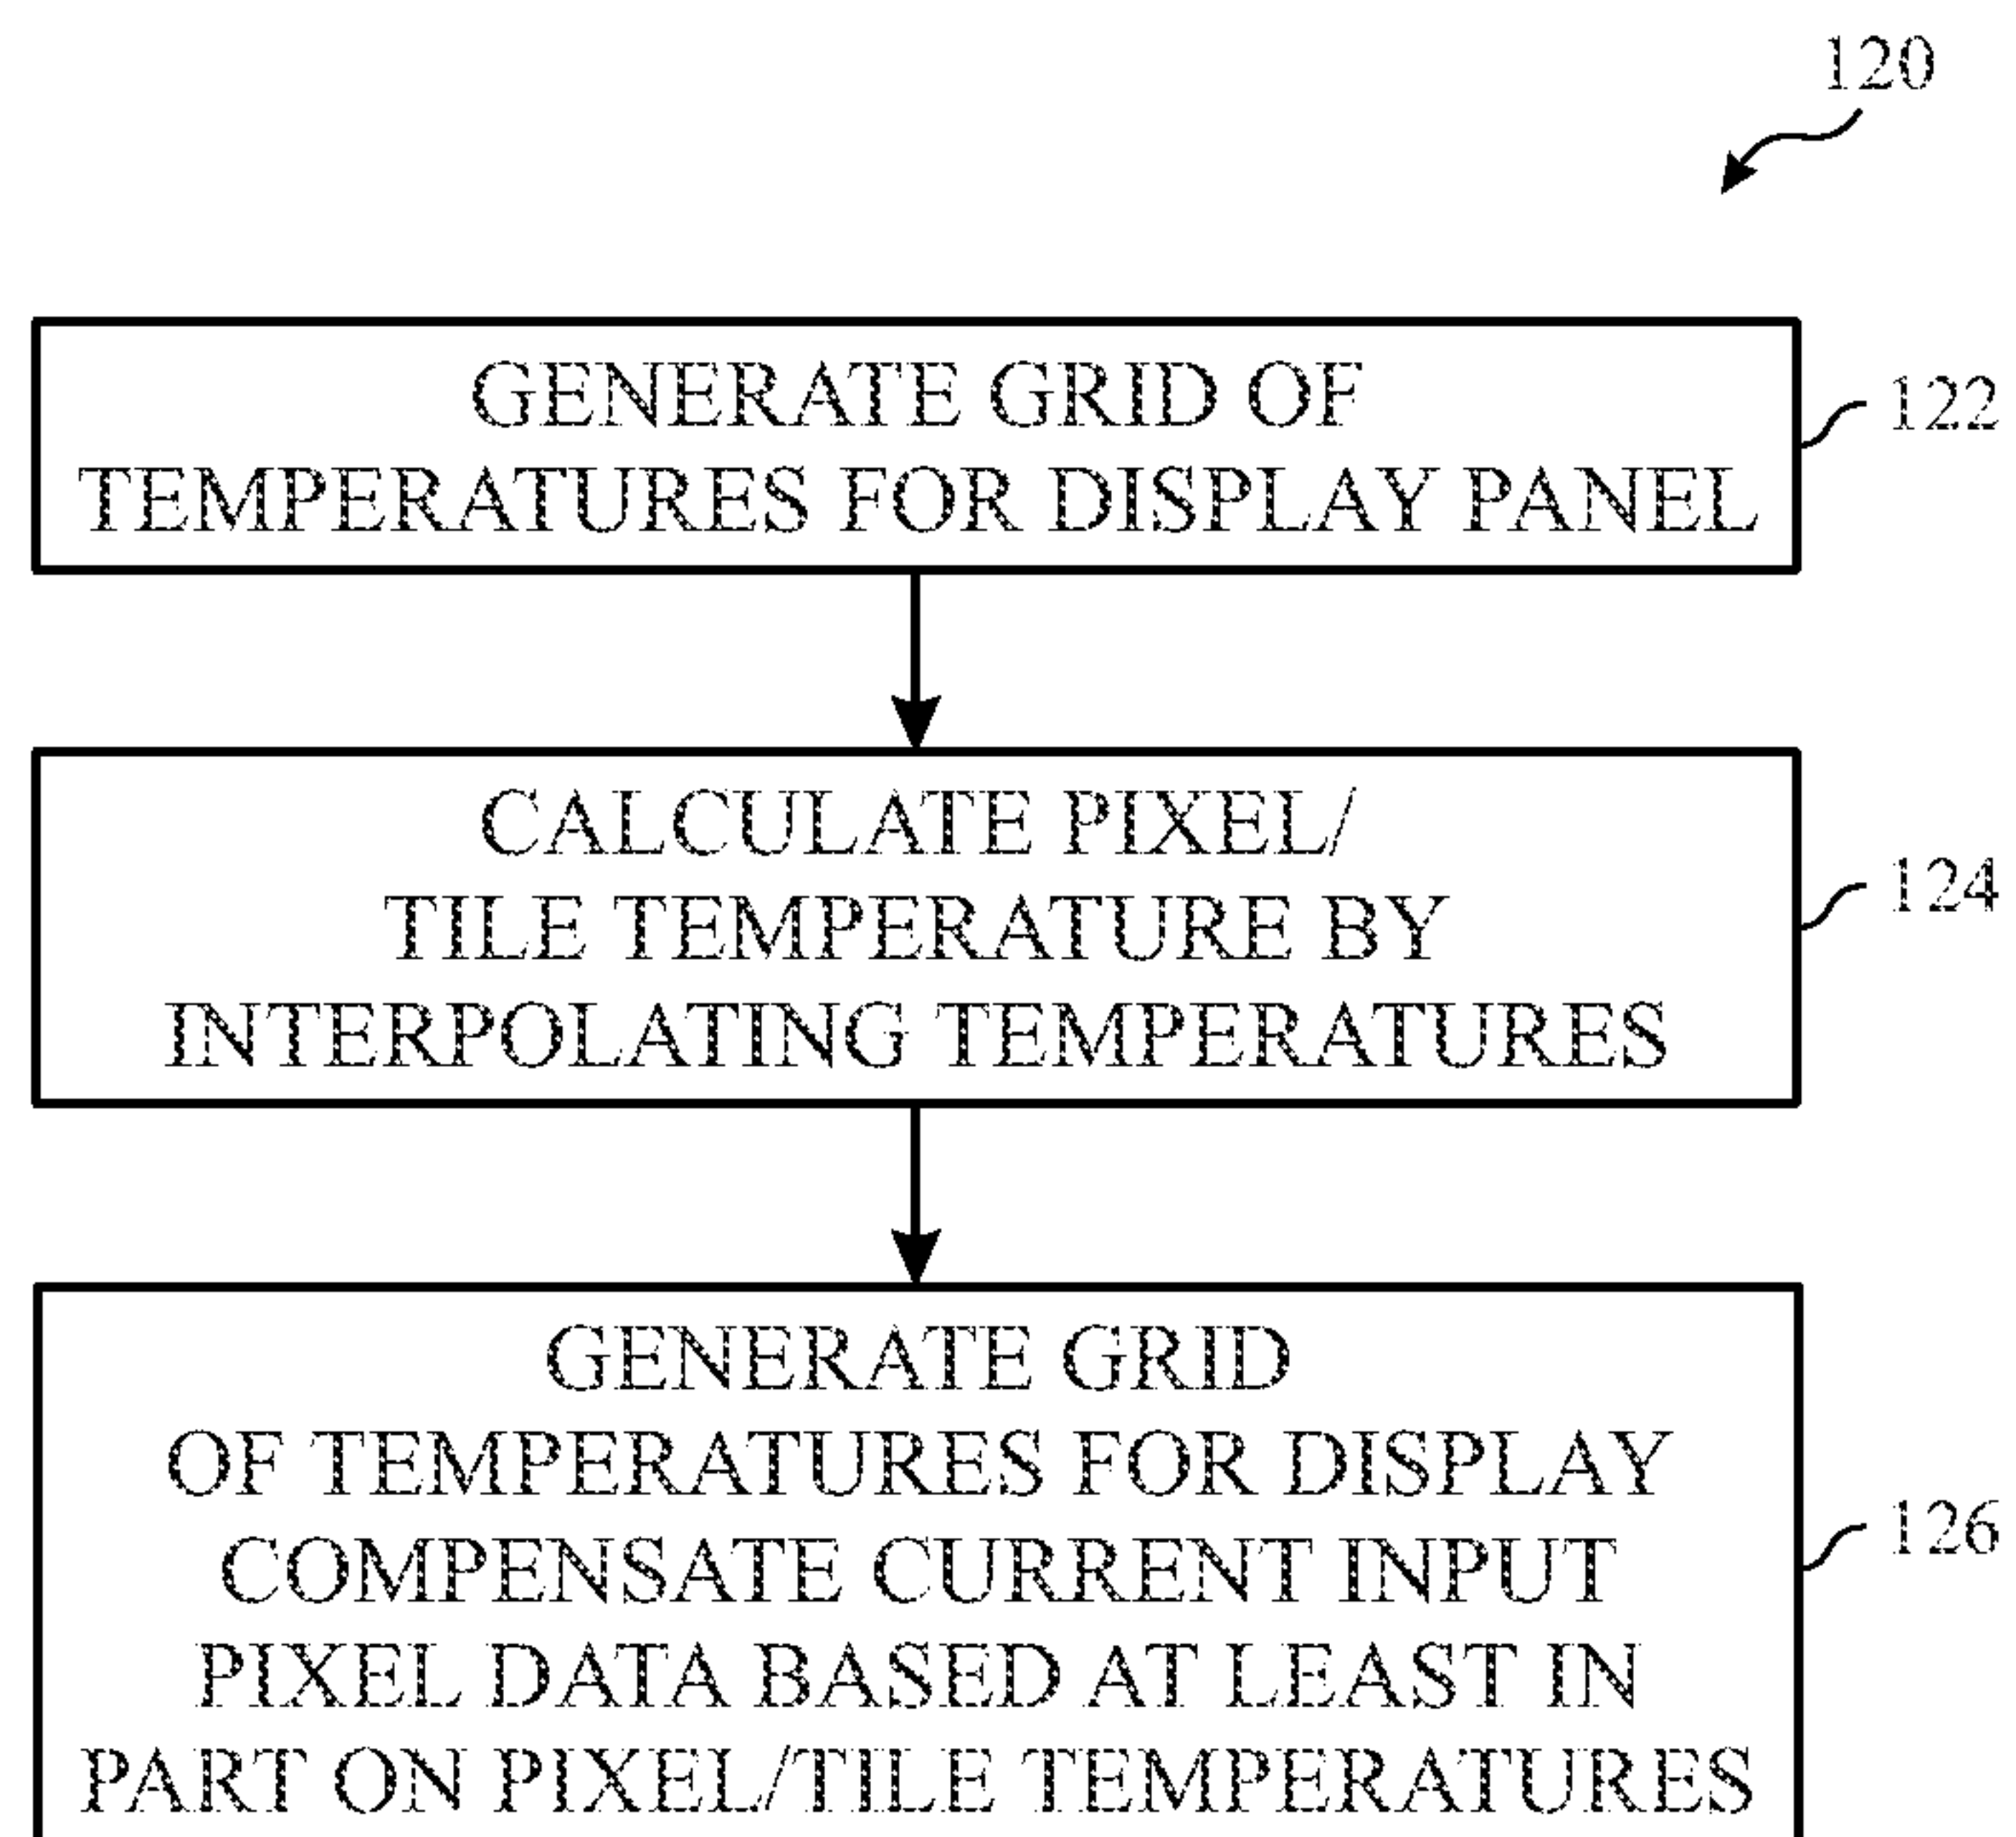 120
GENERATE GRID OF
TEMPERATURES FOR DISPLAY PANEL
122
CALCULATE PIXEL/
TILE TEMPERATURE BY
INTERPOLATING TEMPERATURES
124
GENERATE GRID
OF TEMPERATURES FOR DISPLAY
COMPENSATE CURRENT INPUT
PIXEL DATA BASED AT LEAST IN
PART ON PIXEL/TILE TEMPERATURES
126